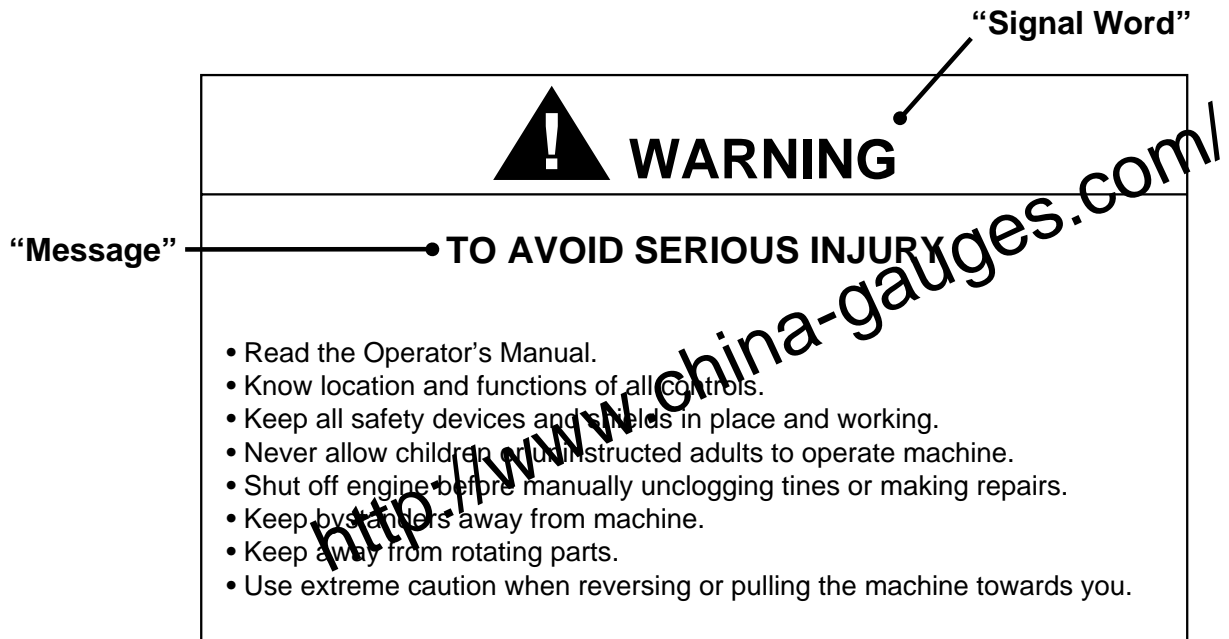 “Signal Word”
! WARNING
“Message”
TO AVOID SERIOUS INJURY
• Read the Operator’s Manual.
• Know location and functions of all controls.
• Keep all safety devices and shields in place and working.
• Never allow children or uninstructed adults to operate machine.
• Shut off engine before manually unclogging tines or making repairs.
• Keep bystanders away from machine.
• Keep away from rotating parts.
• Use extreme caution when reversing or pulling the machine towards you.
http://www.china-gauges.com/